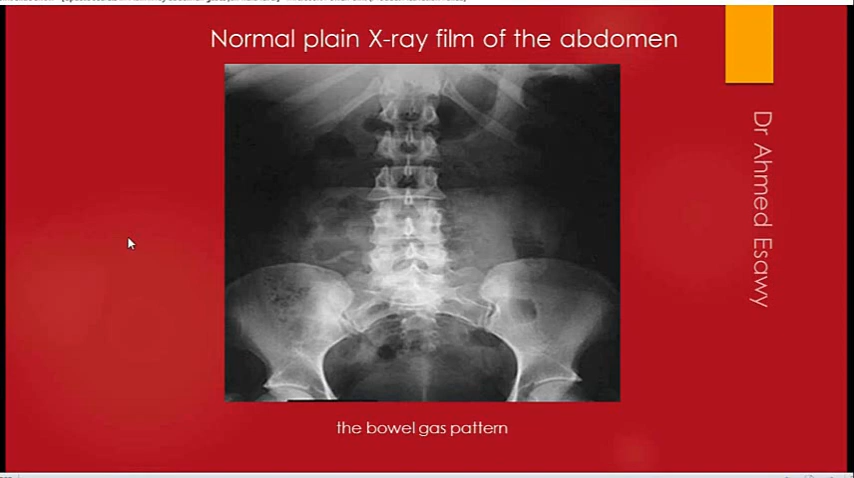 Normal plain X-ray film of the abdomen
Dr Ahmed Esawy
the bowel gas pattern